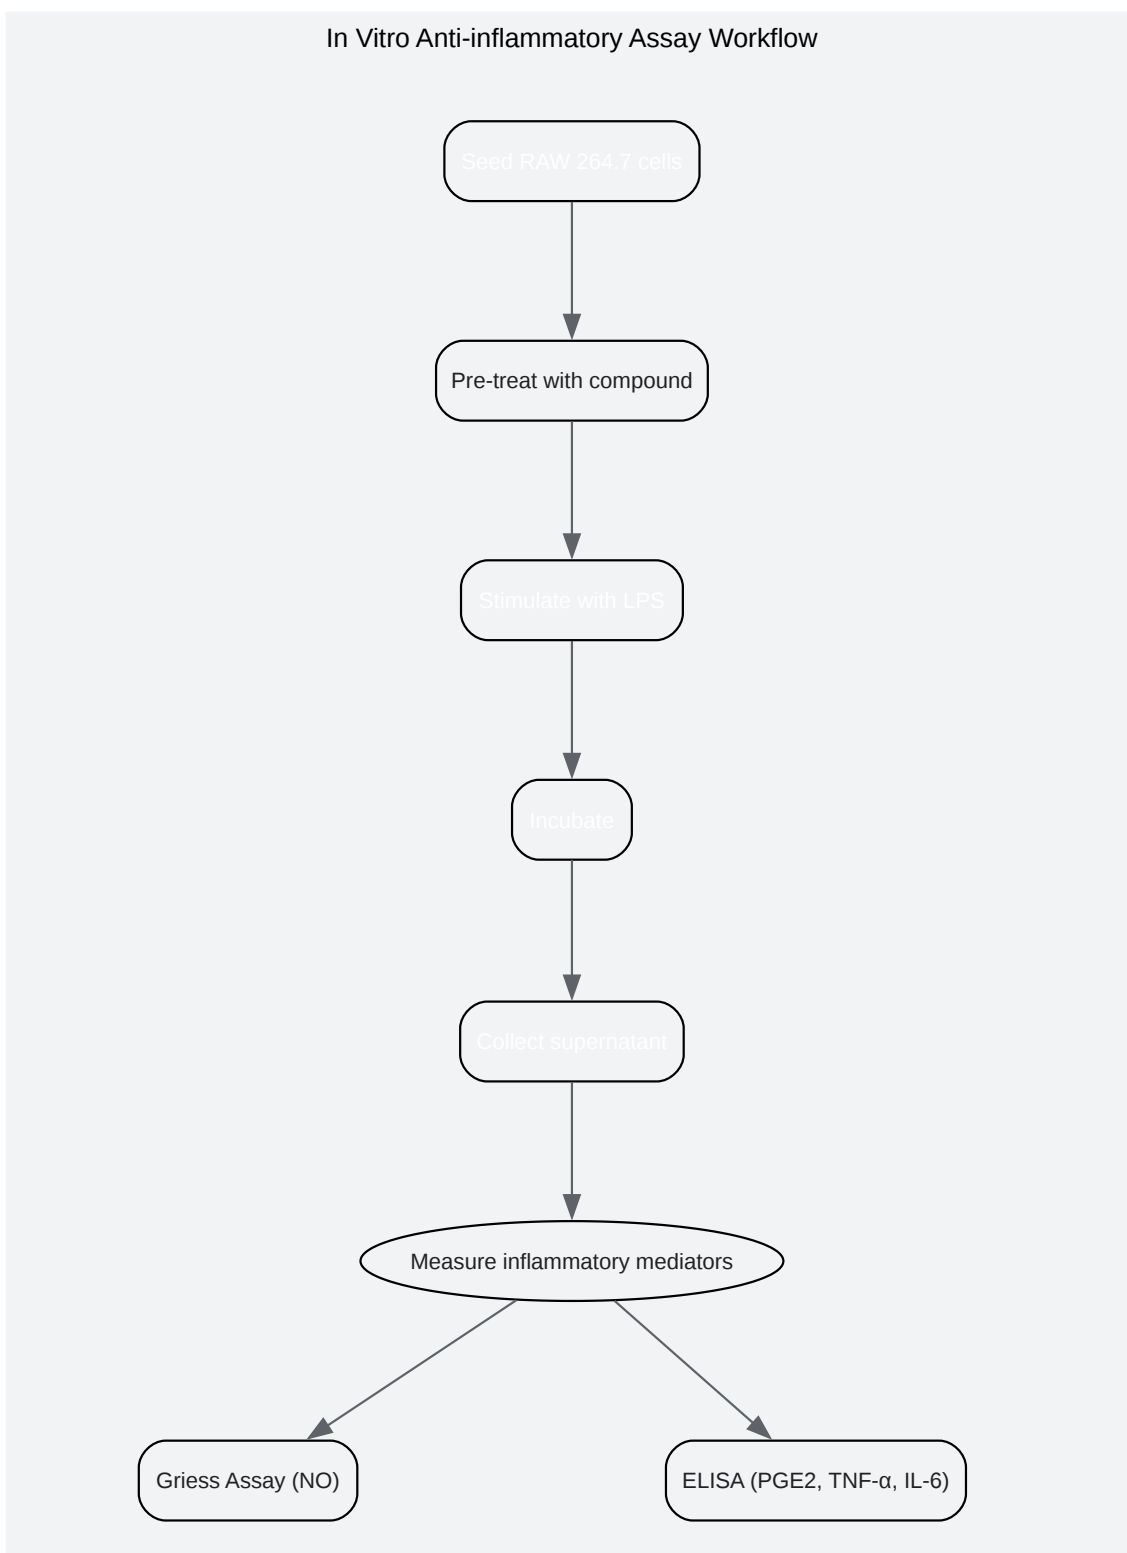 In Vitro Anti-inflammatory Assay Workflow
Seed RAW 264.7 cells
Pre-treat with compound
Stimulate with LPS
Incubate
Collect supernatant
Measure inflammatory mediators
Griess Assay (NO)
ELISA (PGE2, TNF-α, IL-6)